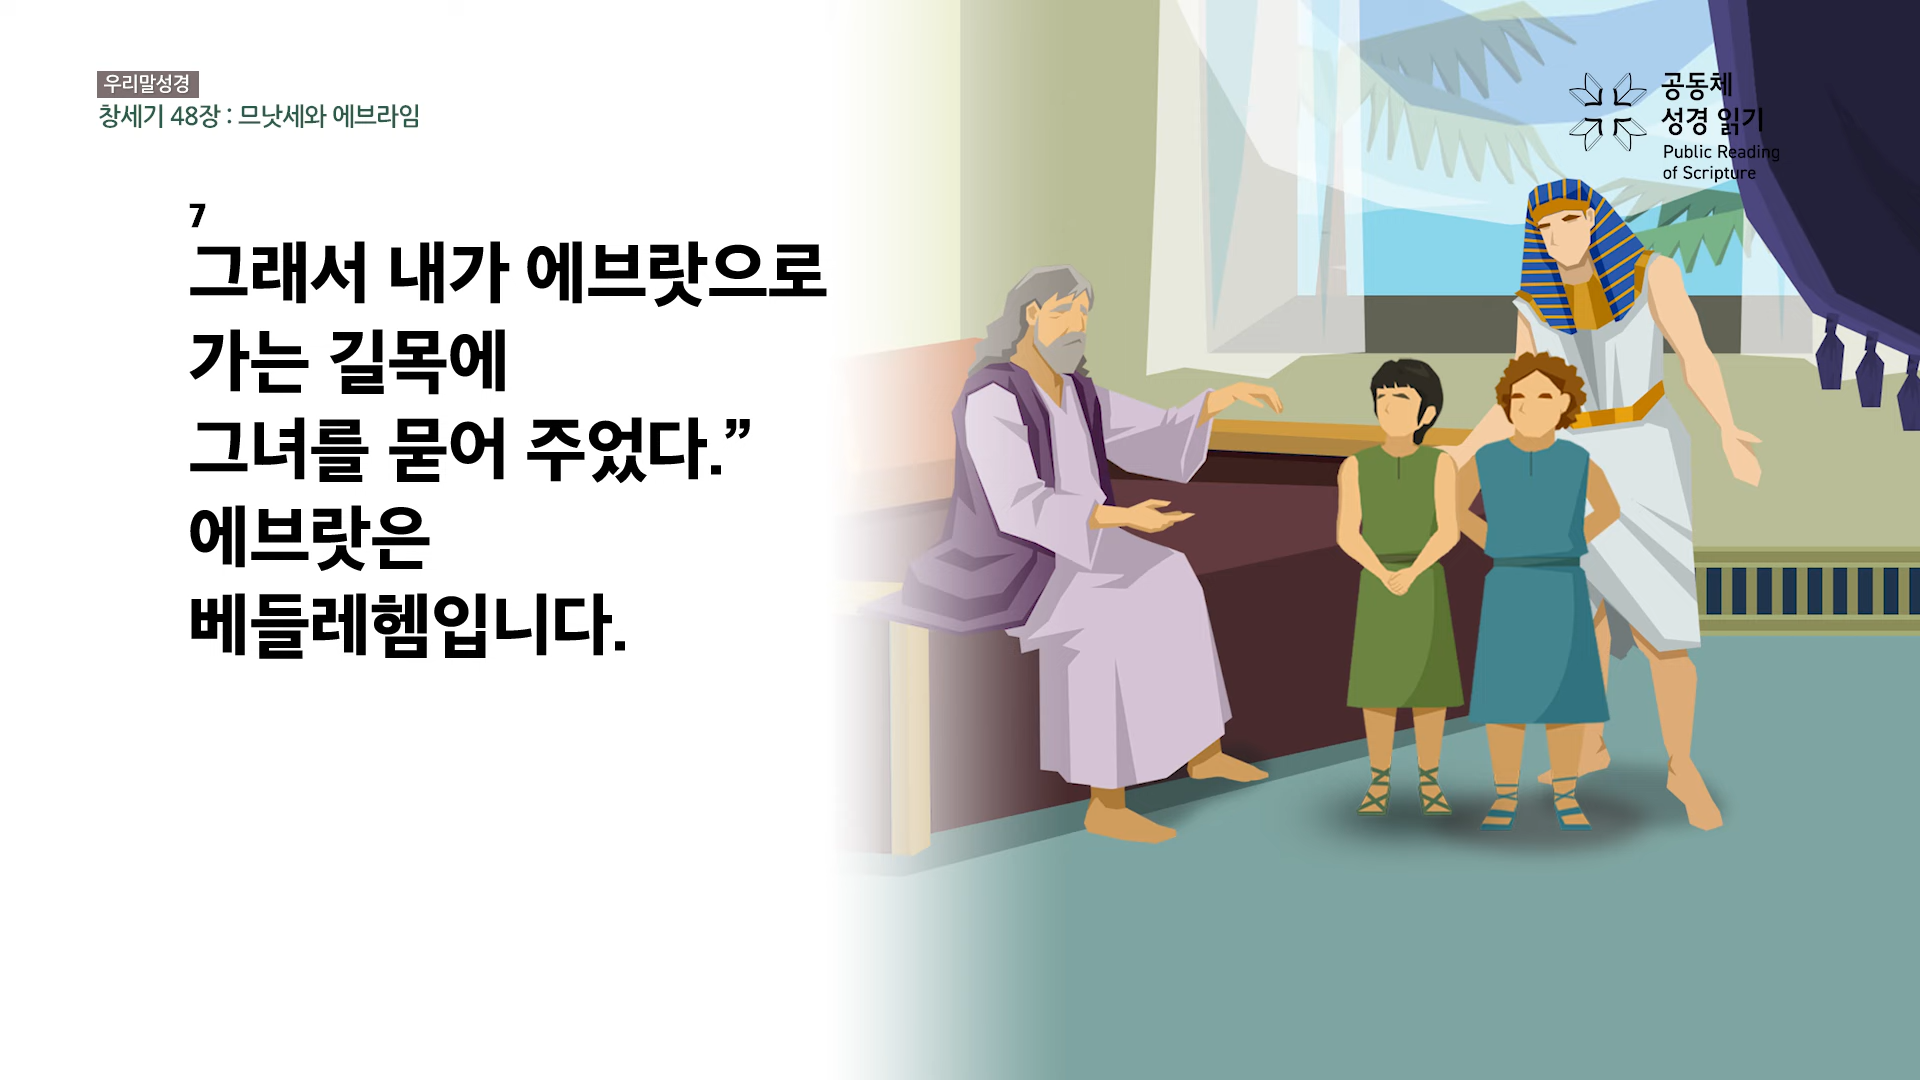 우리말성경
창세기 48장 : 므낫세와 에브라임
공동체
성경 읽기
Public Reading
of Scripture
7
그래서 내가 에브랏으로
가는 길목에
그녀를 묻어 주었다.”
에브랏은
베들레헴입니다.